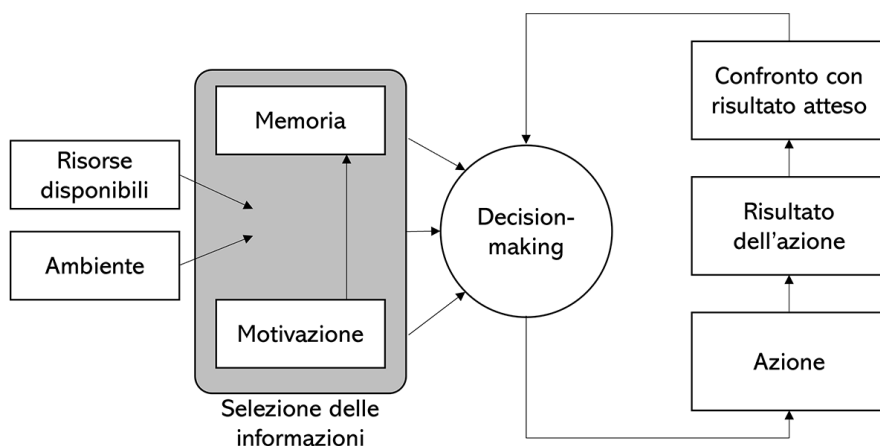 Risorse
disponibili
Ambiente
Memoria
Motivazione
Selezione delle
informazioni
Decision-
making
Confronto con
risultato atteso
Risultato
dell'azione
Azione